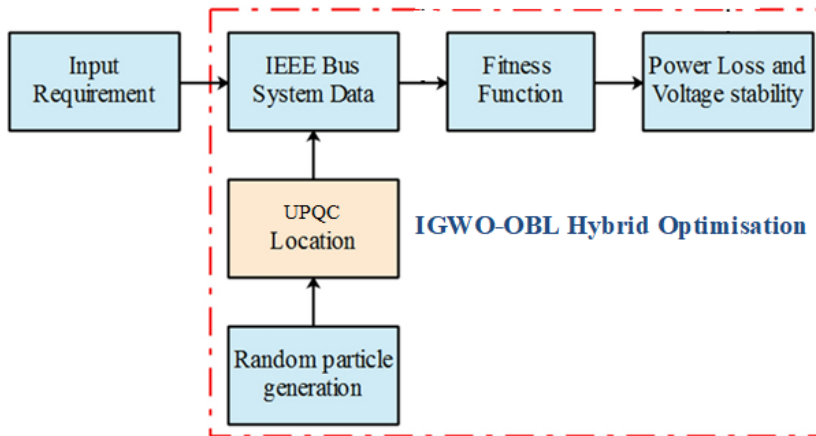 Input
Requirement
IEEE Bus
System Data
Fitness
Function
Power Loss and
Voltage stability
UPQC
Location
IGWO-OBL Hybrid Optimisation
Random particle
generation